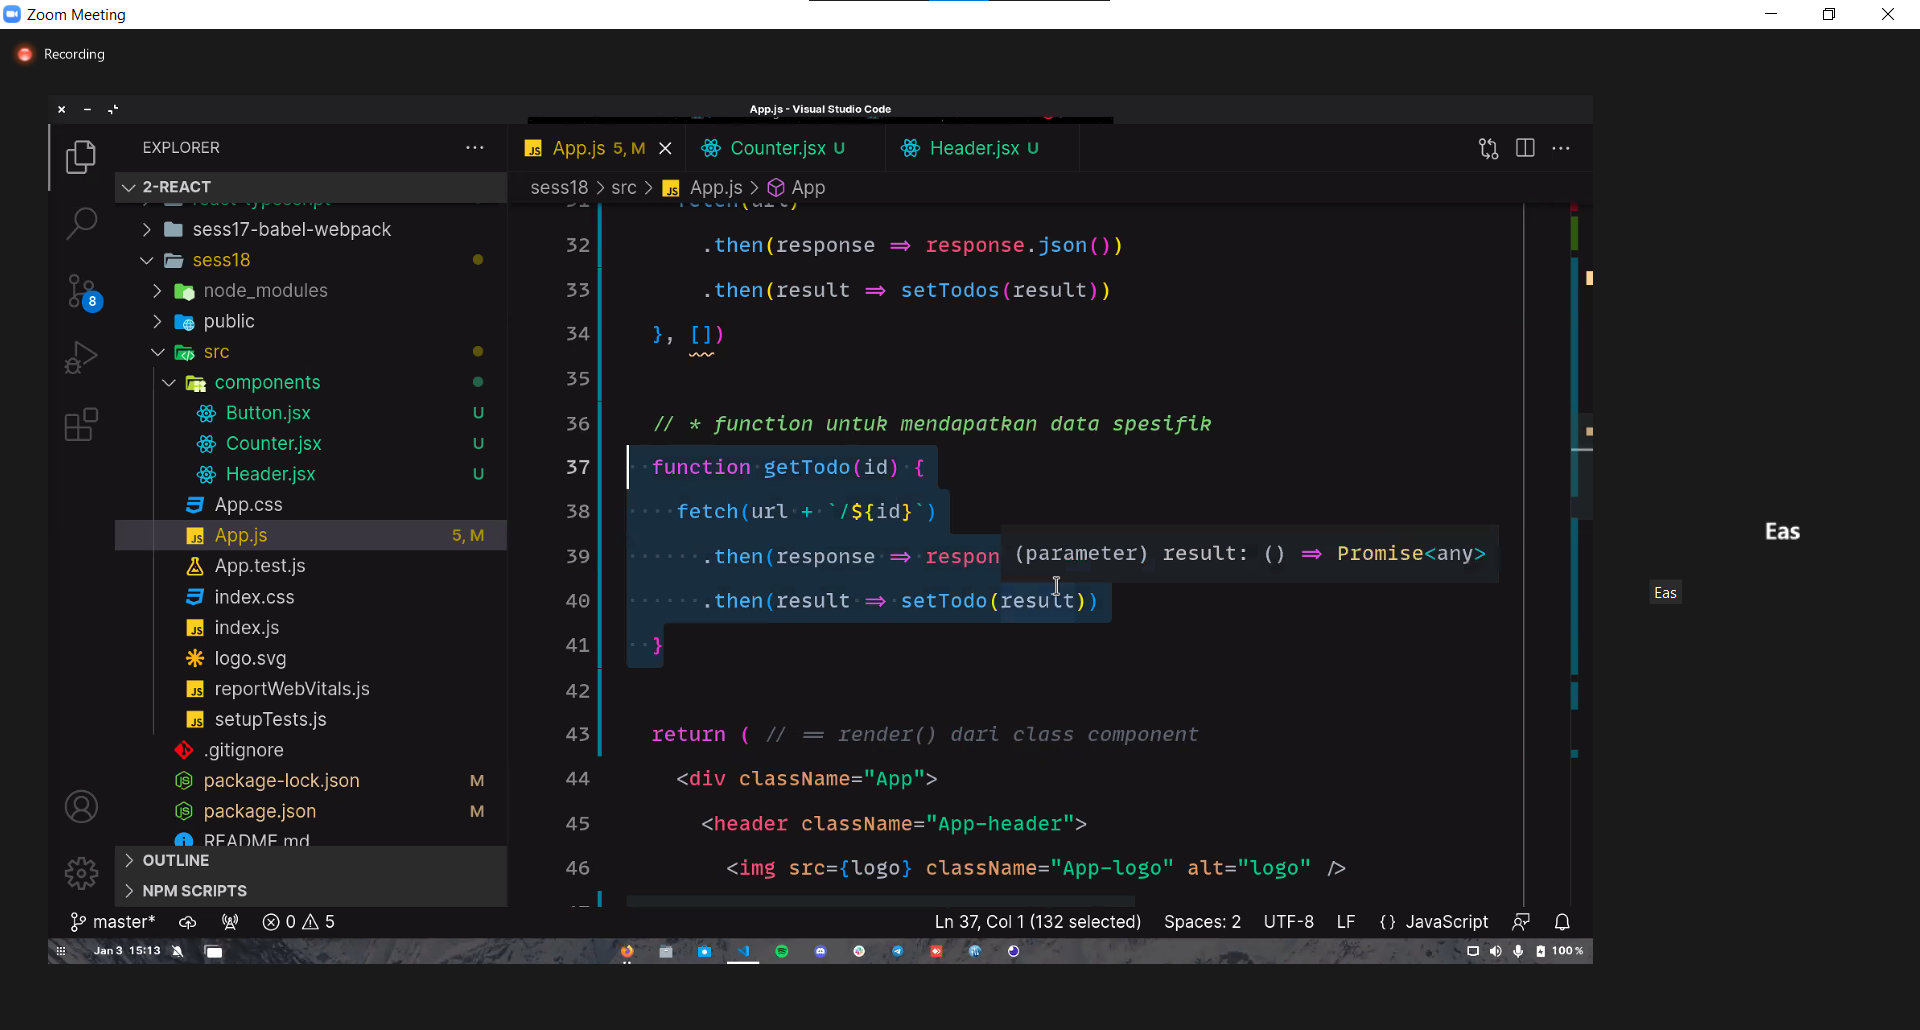 Zoom Meeting
Recording
App.js - Visual Studio Code
EXPLORER
App.js 5, M
Counter.jsx U
Header.jsx U
2-REACT
sess18 > src > App.js > App
react-typescript
sess17-babel-webpack
sess18
node_modules
public
src
components
Button.jsx U
Counter.jsx U
Header.jsx U
App.css
App.js 5, M
App.test.js
index.css
index.js
logo.svg
reportWebVitals.js
setupTests.js
.gitignore
package-lock.json M
package.json M
README.md
OUTLINE
NPM SCRIPTS
8
31 fetch(url)
32 .then(response ⇒ response.json())
33 .then(result ⇒ setTodos(result))
34 }, [])
35
36 // * function untuk mendapatkan data spesifik
37 function getTodo(id) {
38 fetch(url + `/${id}`)
39 .then(response ⇒ respon
(parameter) result: () ⇒ Promise<any>
40 .then(result ⇒ setTodo(result))
41 }
42
43 return ( // == render() dari class component
44 <div className="App">
45 <header className="App-header">
46 <img src={logo} className="App-logo" alt="logo" />
master* 0 5
Ln 37, Col 1 (132 selected) Spaces: 2 UTF-8 LF {} JavaScript
Jan 3 15:13
100 %
Eas
Eas